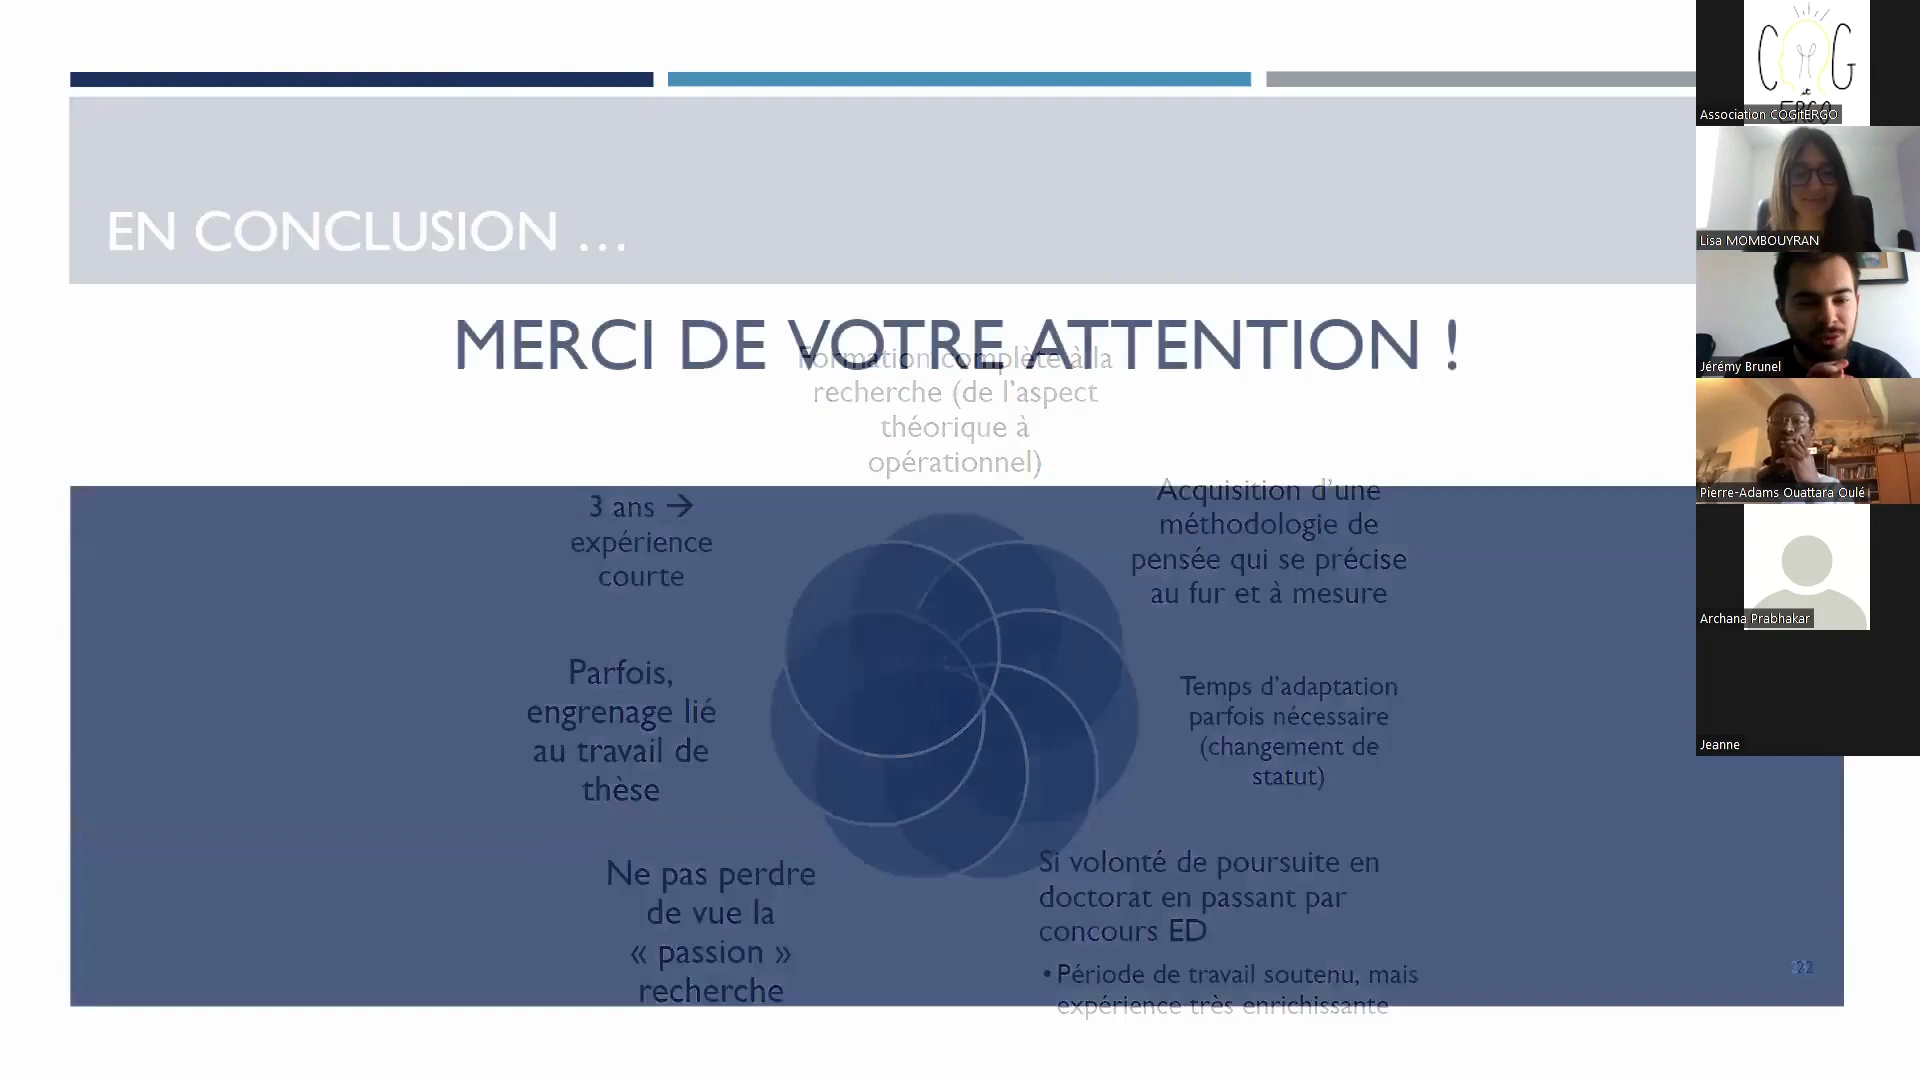 EN CONCLUSION …
MERCI DE VOTRE ATTENTION !
Formation complète à la
recherche (de l’aspect
théorique à
opérationnel)
Acquisition d’une
méthodologie de
pensée qui se précise
au fur et à mesure
Temps d’adaptation
parfois nécessaire
(changement de
statut)
Si volonté de poursuite en
doctorat en passant par
concours ED
• Période de travail soutenu, mais
expérience très enrichissante
Ne pas perdre
de vue la
« passion »
recherche
Parfois,
engrenage lié
au travail de
thèse
3 ans →
expérience
courte
C G
it
ERGO
Association COGitERGO
Lisa MOMBOUYRAN
Jérémy Brunel
Pierre-Adams Ouattara Oulé
Archana Prabhakar
Jeanne